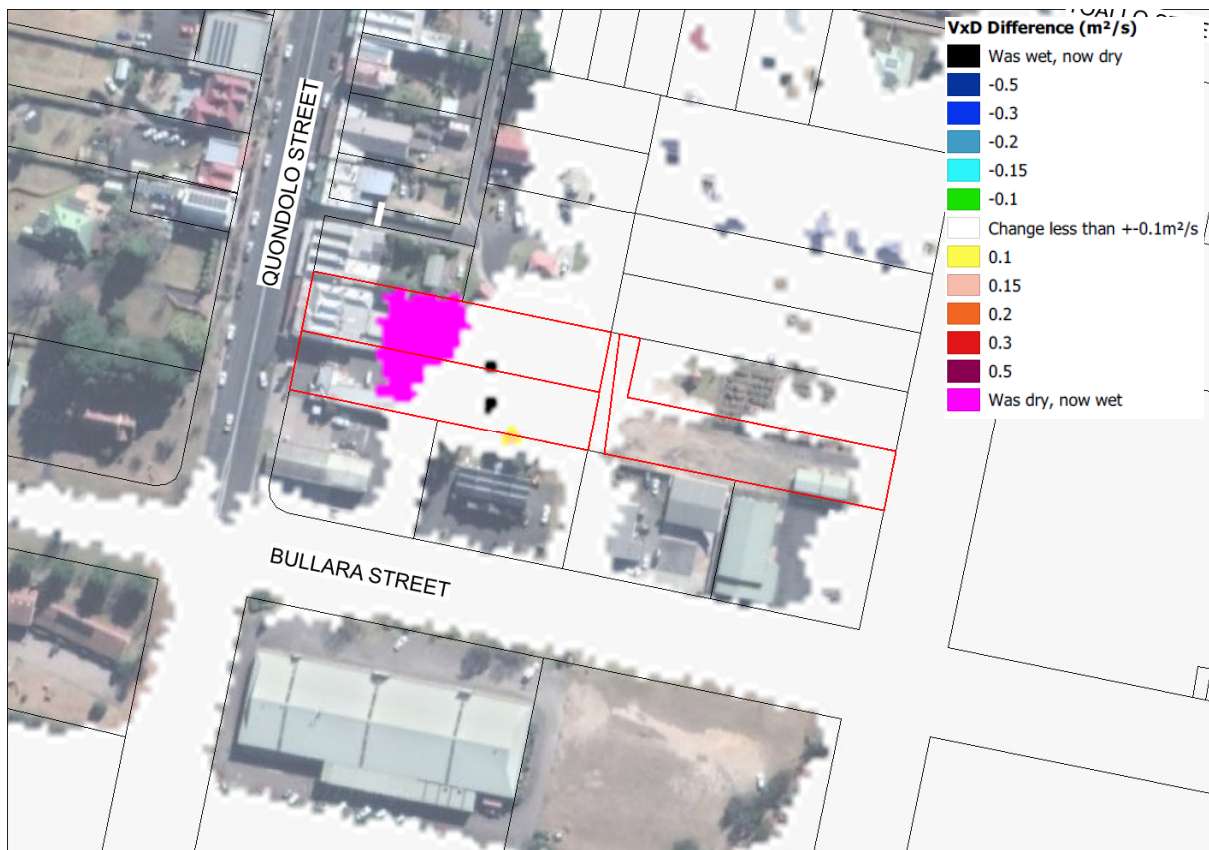 VxD Difference (m²/s)
Was wet, now dry
-0.5
-0.3
-0.2
-0.15
-0.1
Change less than +-0.1m²/s
0.1
0.15
0.2
0.3
0.5
Was dry, now wet
QUONDOLO STREET
BULLARA STREET